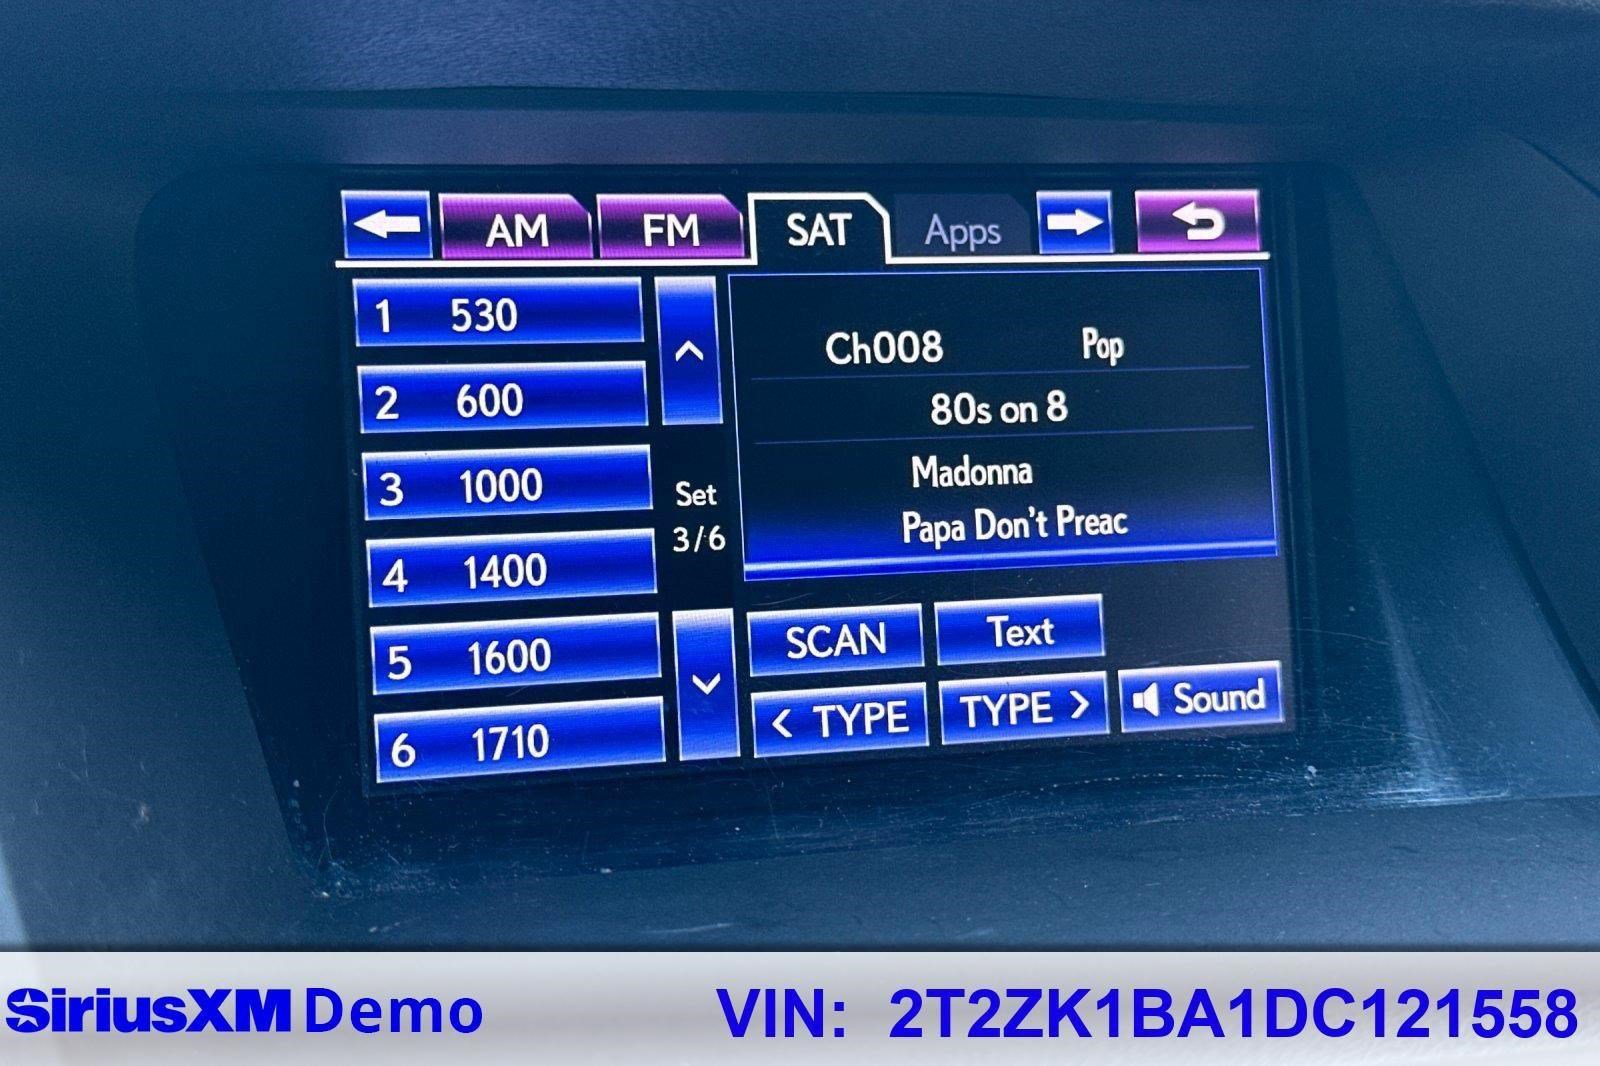 AM FM SAT Apps
1 530
2 600
3 1000
4 1400
5 1600
6 1710
Set
3/6
Ch008 Pop
80s on 8
Madonna
Papa Don't Preac
SCAN Text
< TYPE TYPE > Sound
SiriusXM Demo VIN: 2T2ZK1BA1DC121558